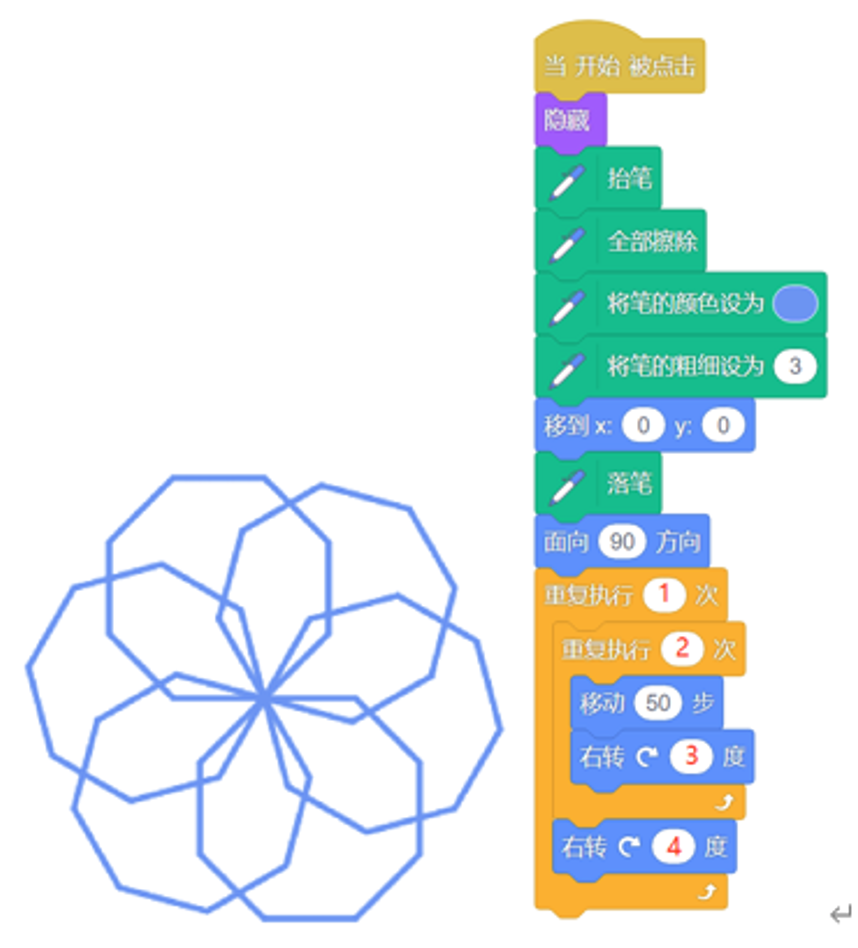 当 开始 被点击
隐藏
抬笔
全部擦除
将笔的颜色设为
将笔的粗细设为 3
移到 x: 0 y: 0
落笔
面向 90 方向
重复执行 1 次
重复执行 2 次
移动 50 步
右转 3 度
右转 4 度